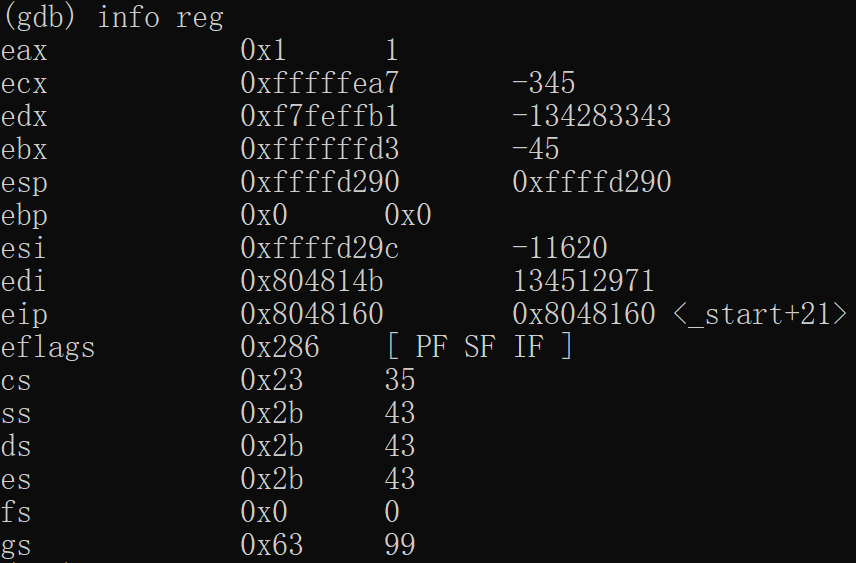 (gdb) info reg
eax 0x1 1
ecx 0xfffffea7 -345
edx 0xf7feffb1 -134283343
ebx 0xffffffd3 -45
esp 0xffffd290 0xffffd290
ebp 0x0 0x0
esi 0xffffd29c -11620
edi 0x804814b 134512971
eip 0x8048160 0x8048160 <_start+21>
eflags 0x286 [ PF SF IF ]
cs 0x23 35
ss 0x2b 43
ds 0x2b 43
es 0x2b 43
fs 0x0 0
gs 0x63 99